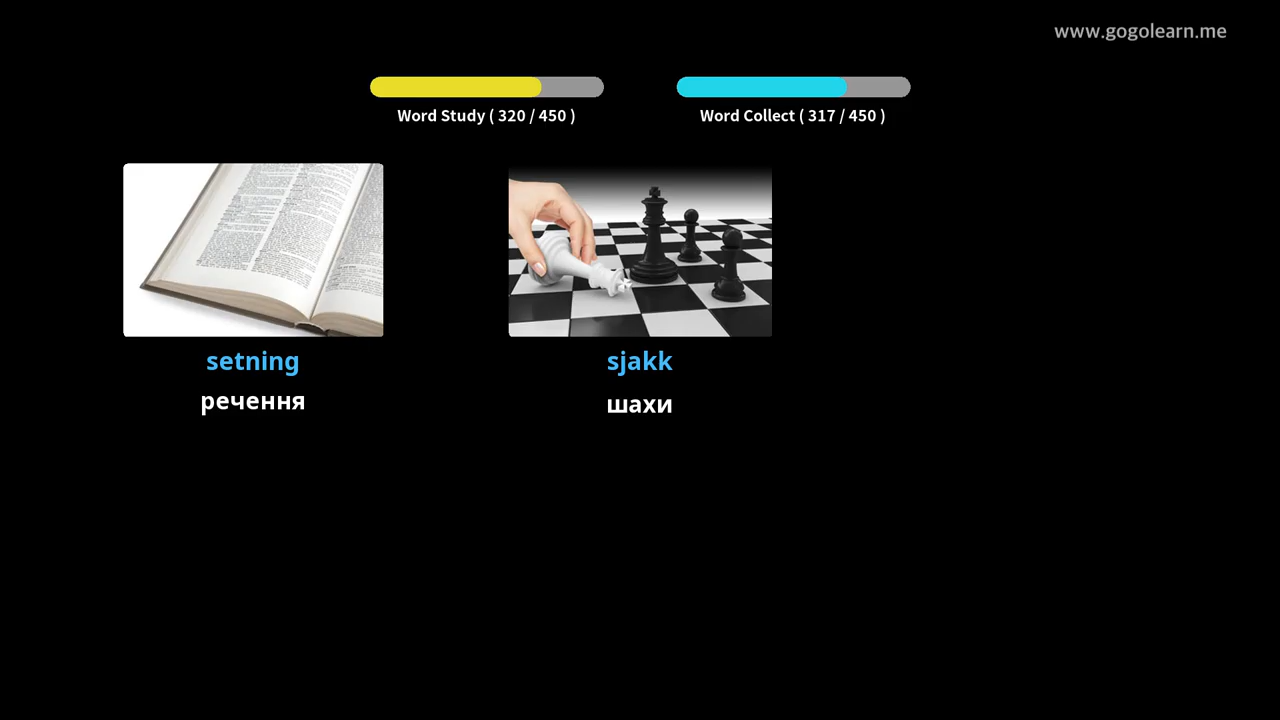 www.gogolearn.me
Word Study ( 320 / 450 )
Word Collect ( 317 / 450 )
setning
sjakk
речення
шахи